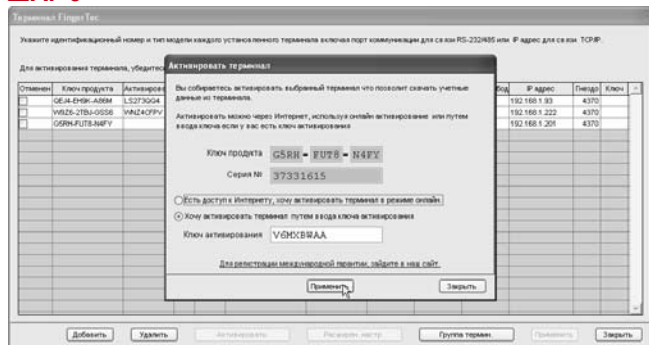 Терминал FingerTec
Укажите идентификационный номер и тип модели каждого установленного терминала включая порт коммуникации для связи RS-232/485 или IP адрес для связи TCP/IP.
Для активирования терминала, убедитесь
Активировать терминал
Отменен Ключ продукта Активирова IP адрес Гнездо Ключ
Вы собираетесь активировать выбранный терминал что позволит скачать учетные
данные из терминала.
QEJ4-EH9K-A86M LS273QG4 192.168.1.93 4370
192.168.1.222 4370
G5RH-FUT8-N4FY 192.168.1.201 4370
Активировать можно через Интернет, используя онлайн активирование или путем
ввода ключа если у вас есть ключ активирования
Ключ продукта G5RH - FUT8 - N4FY
Серия № 37331615
Есть доступ к Интернету, хочу активировать терминал в режиме онлайн.
Хочу активировать терминал путем ввода ключа активирования
Ключ активирования V6MXBWAA
Для регистрации международной гарантии, зайдите в наш сайт.
Применить Закрыть
Добавить Удалить Активировать Расширен. настр. Группа термин. Применить Закрыть